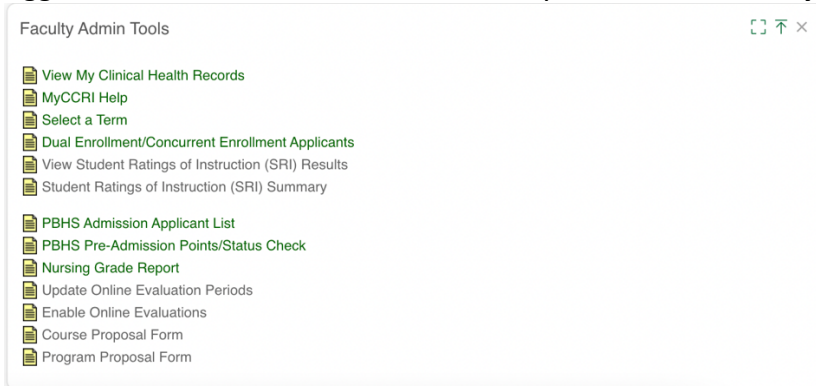 Faculty Admin Tools
View My Clinical Health Records
MyCCRI Help
Select a Term
Dual Enrollment/Concurrent Enrollment Applicants
View Student Ratings of Instruction (SRI) Results
Student Ratings of Instruction (SRI) Summary
PBHS Admission Applicant List
PBHS Pre-Admission Points/Status Check
Nursing Grade Report
Update Online Evaluation Periods
Enable Online Evaluations
Course Proposal Form
Program Proposal Form